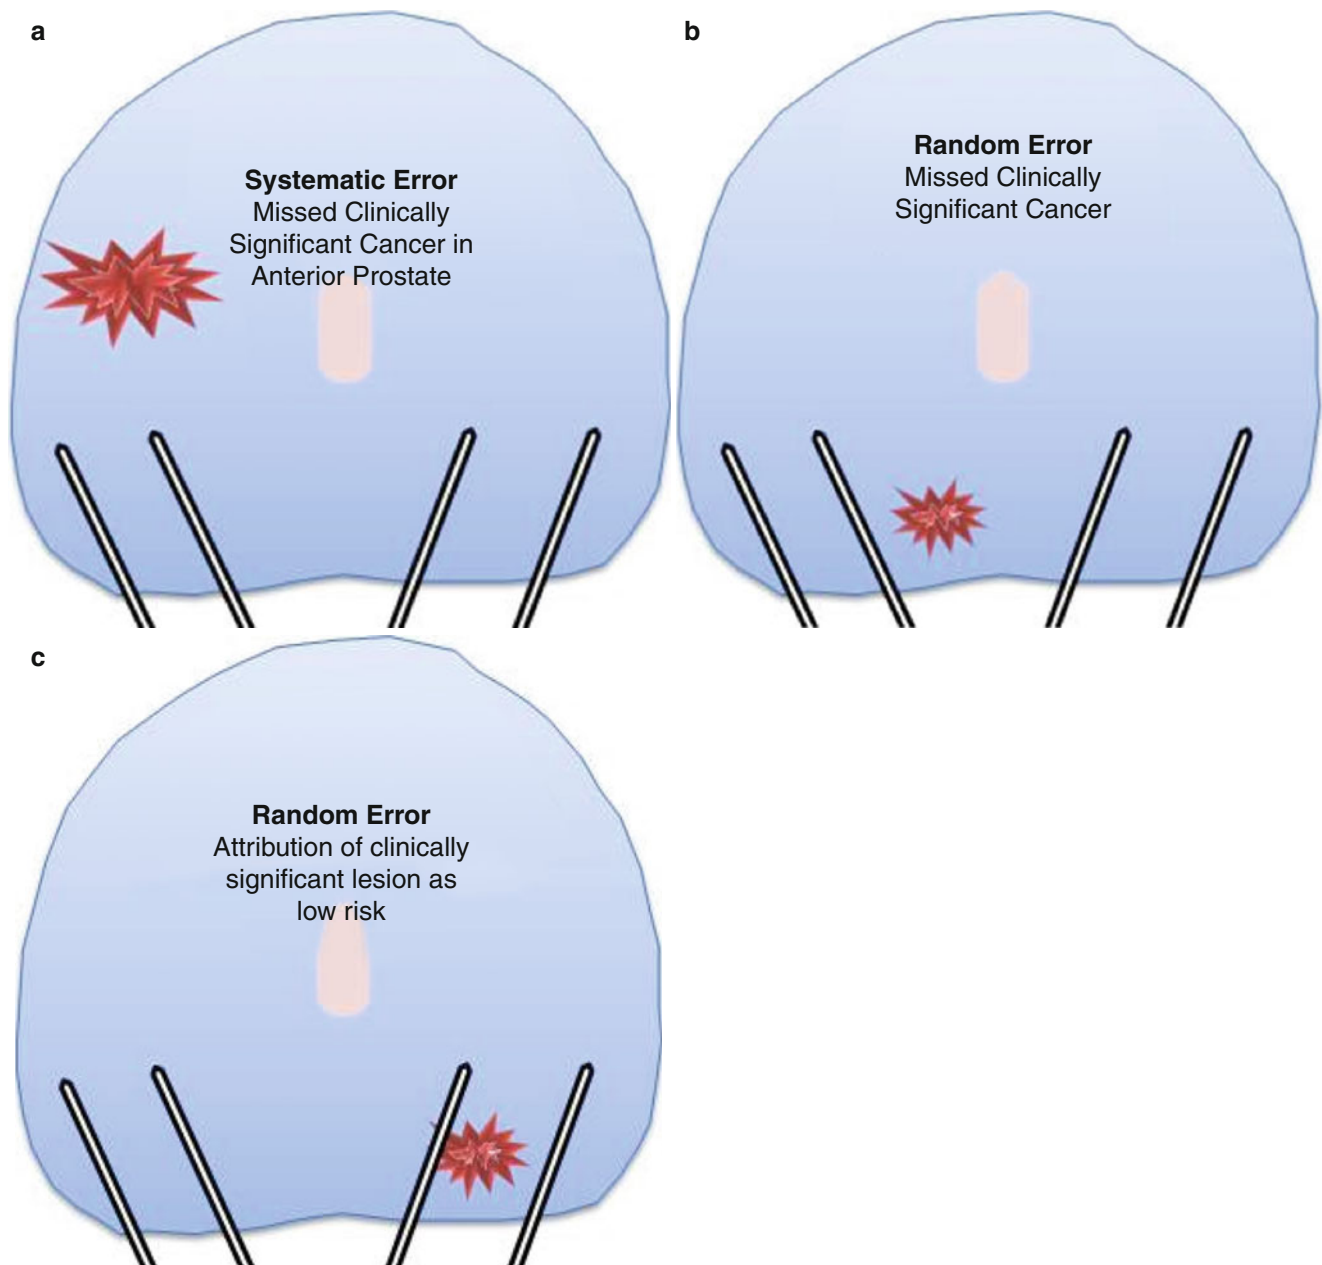 a
Systematic Error
Missed Clinically
Significant Cancer in
Anterior Prostate
b
Random Error
Missed Clinically
Significant Cancer
c
Random Error
Attribution of clinically
significant lesion as
low risk